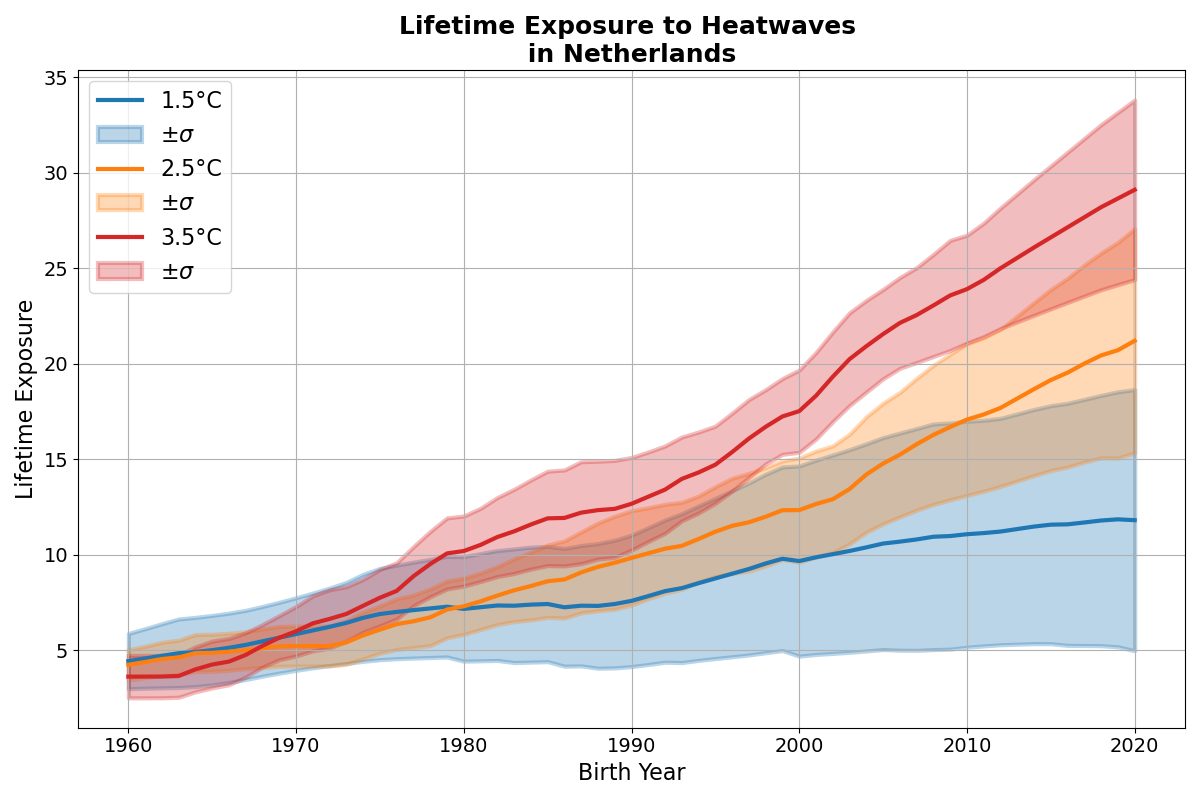 Lifetime Exposure to Heatwaves
in Netherlands
35
30
25
20
15
10
5
Lifetime Exposure
1.5°C
±σ
2.5°C
±σ
3.5°C
±σ
1960 1970 1980 1990 2000 2010 2020
Birth Year